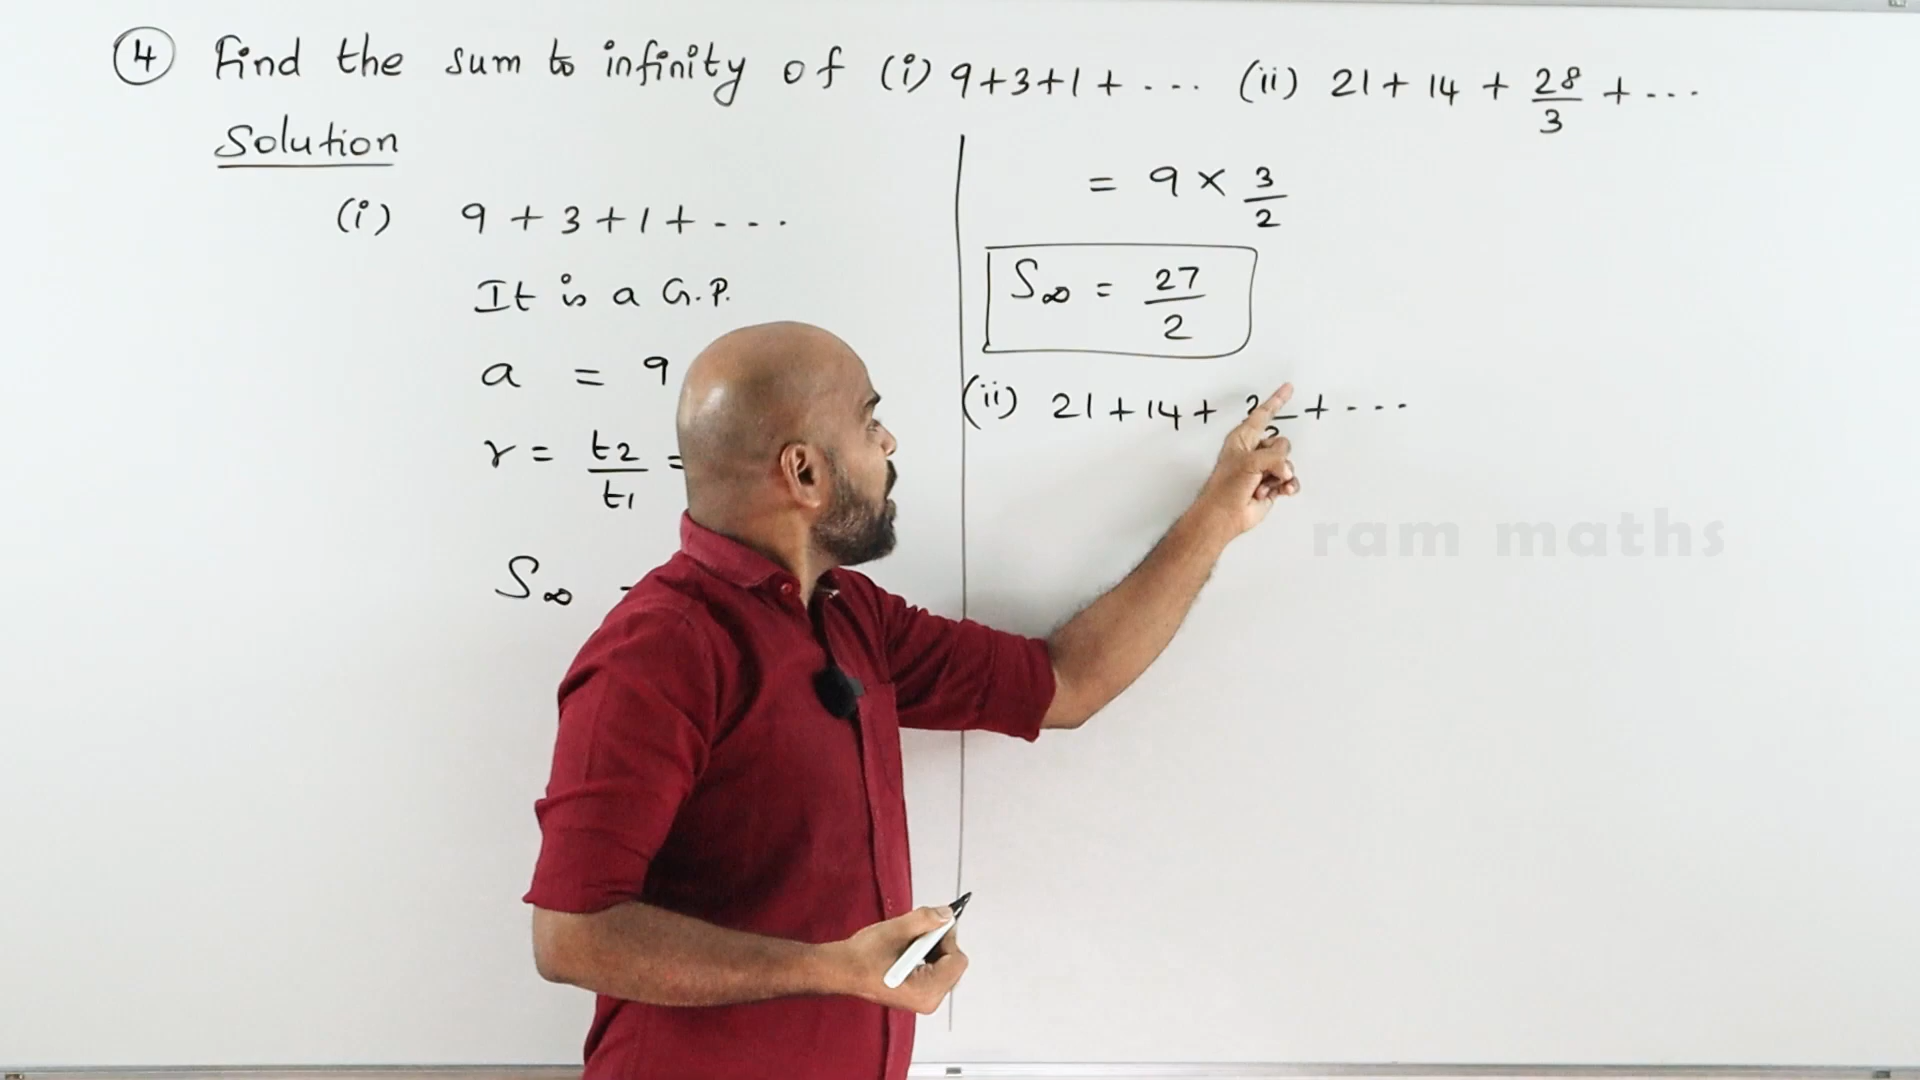 4 Find the sum to infinity of (i) 9+3+1+ ... (ii) 21 + 14 + 28/3 + ...
Solution
(i) 9 + 3 + 1 + ...
It is a G.P.
a = 9
r = t2/t1 =
S∞
= 9 × 3/2
S∞ = 27/2
(ii) 21 + 14 + + ...
ram maths